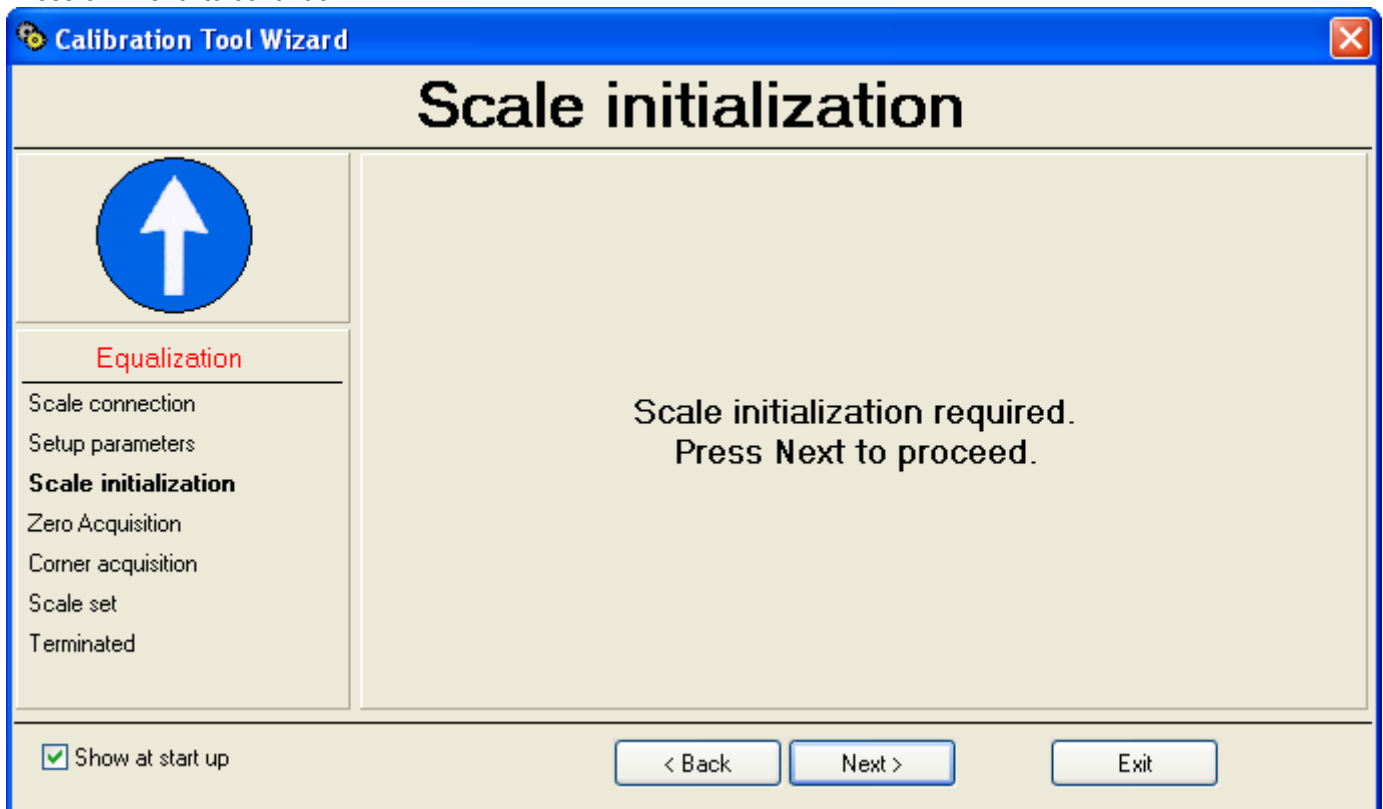 Calibration Tool Wizard
Scale initialization
Equalization
Scale connection
Setup parameters
Scale initialization
Zero Acquisition
Corner acquisition
Scale set
Terminated
Scale initialization required.
Press Next to proceed.
Show at start up
< Back
Next >
Exit